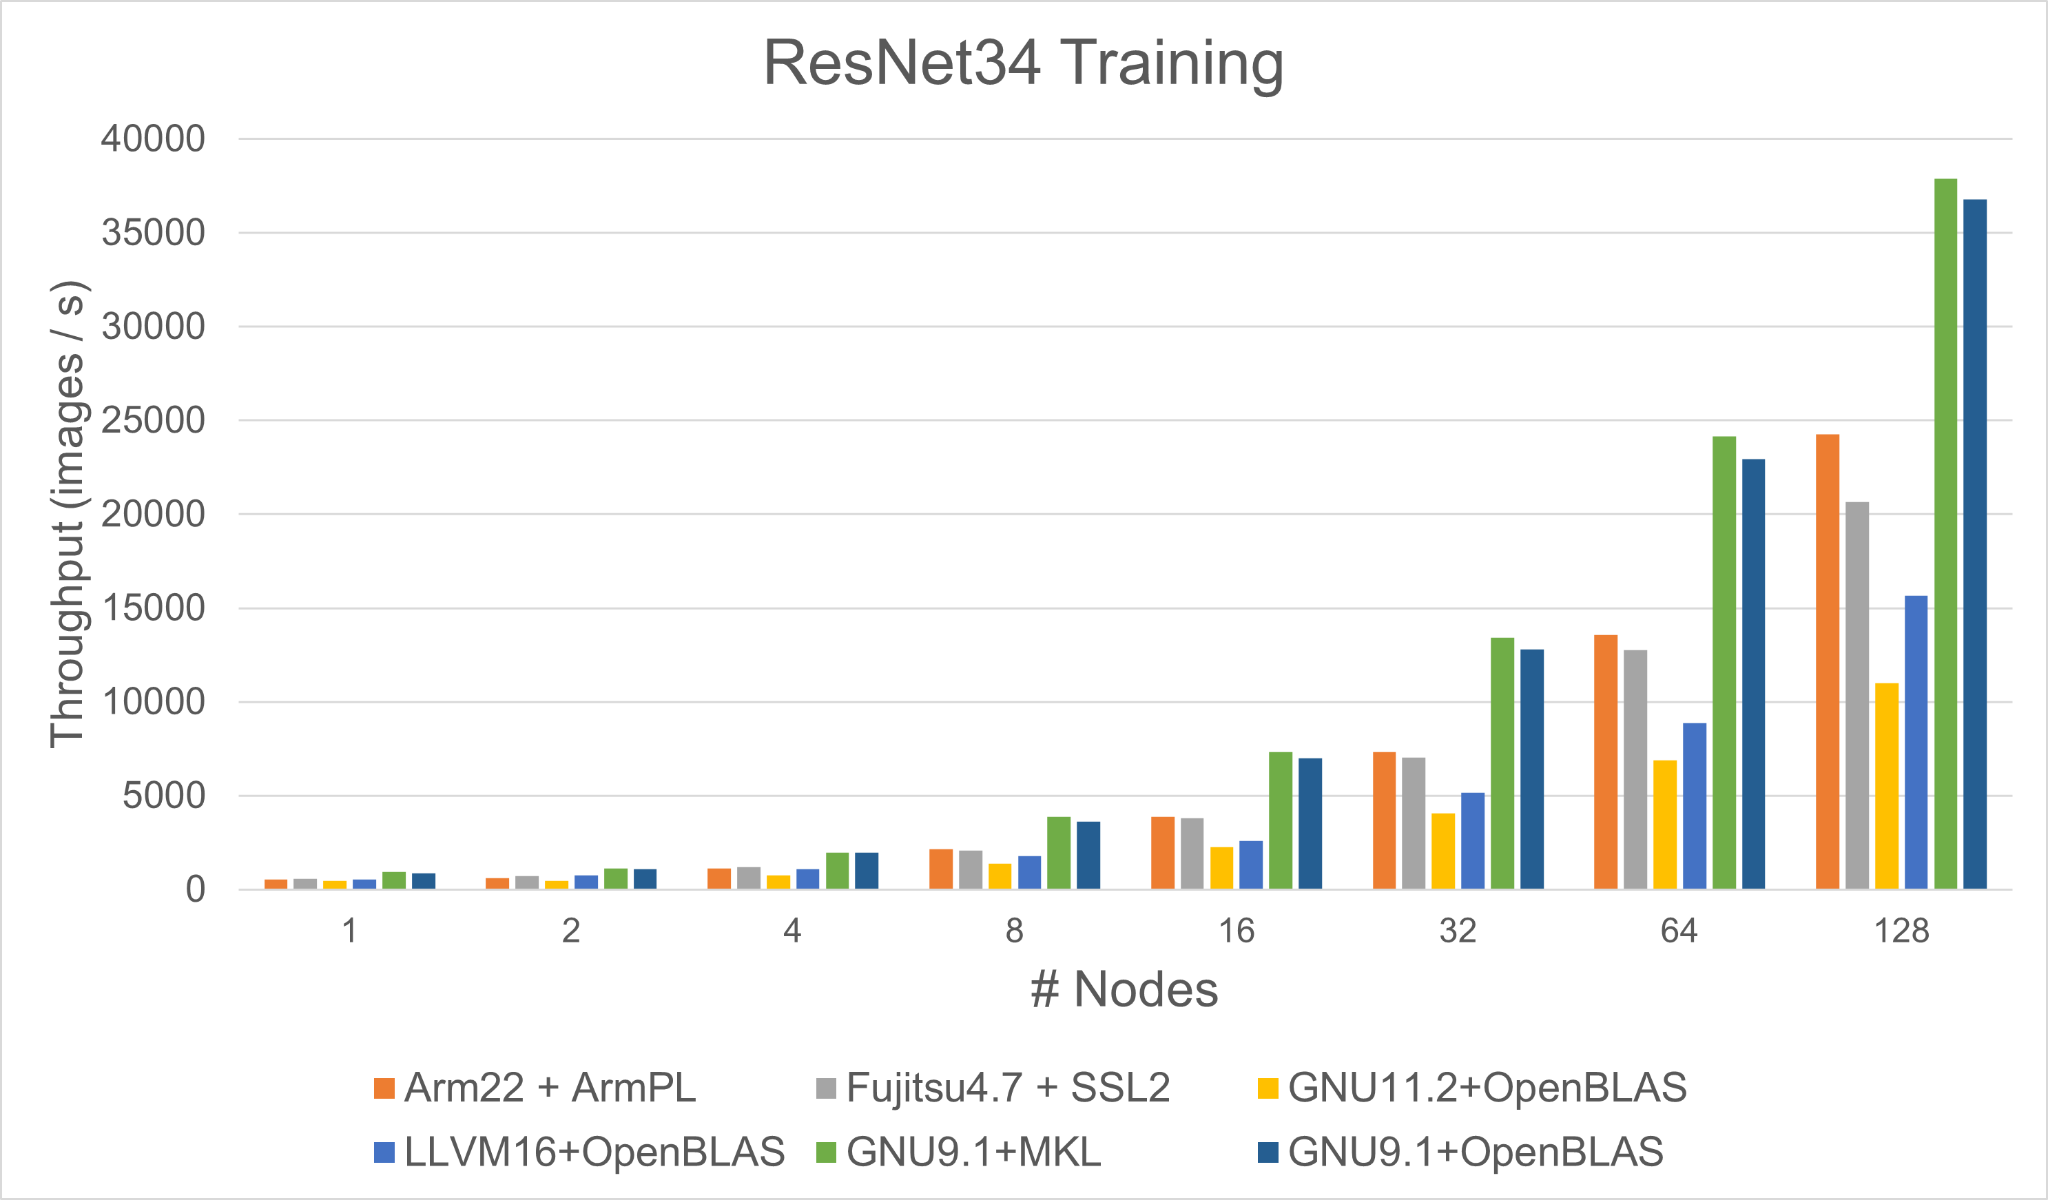 ResNet34 Training
Throughput (images / s)
40000
35000
30000
25000
20000
15000
10000
5000
0
1 2 4 8 16 32 64 128
# Nodes
Arm22 + ArmPL Fujitsu4.7 + SSL2 GNU11.2+OpenBLAS
LLVM16+OpenBLAS GNU9.1+MKL GNU9.1+OpenBLAS